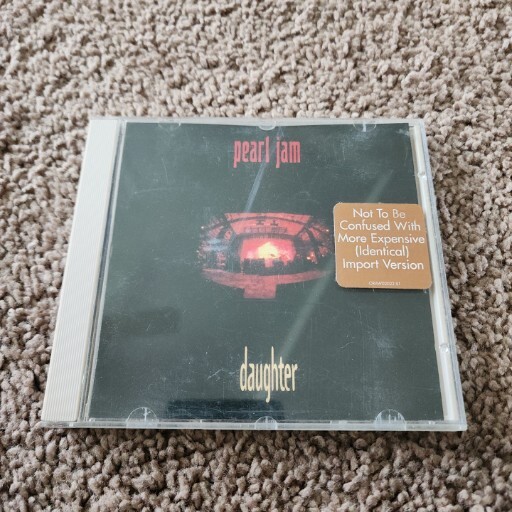 pearl jam
Not To Be
Confused With
More Expensive
(Identical)
Import Version
daughter